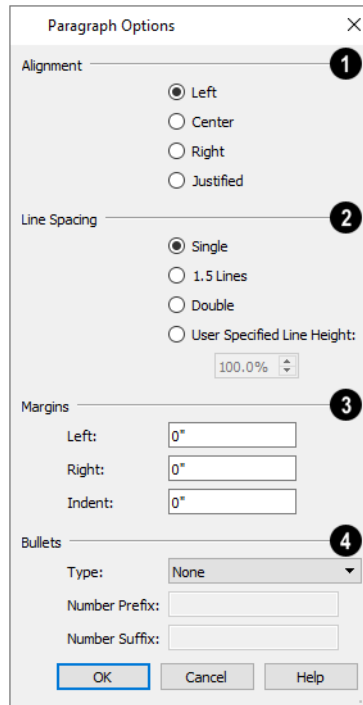 Paragraph Options
Alignment 1
Left
Center
Right
Justified
Line Spacing 2
Single
1.5 Lines
Double
User Specified Line Height:
100.0%
Margins 3
Left: 0"
Right: 0"
Indent: 0"
Bullets 4
Type: None
Number Prefix:
Number Suffix:
OK Cancel Help